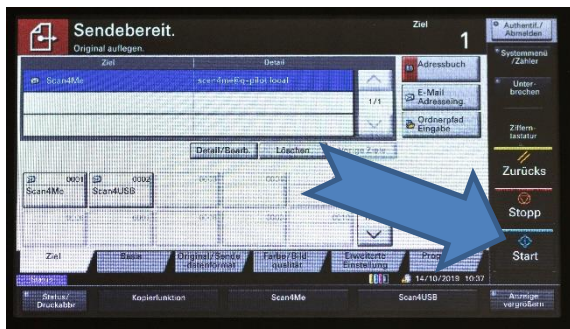 Sendebereit.
Original auflegen.
Ziel
1
Authentif./
Abmelden
Ziel
Detail
Scan4Me
scan4me@q-pilot.local
1/1
Adressbuch
E-Mail
Adresseing.
Ordnerpfad
Eingabe
Systemmenü
/Zähler
Unter-
brechen
Ziffern-
tastatur
Detail/Bearb.
Löschen
0001
Scan4Me
0002
Scan4USB
Zurücks
Stopp
Start
Ziel
Basis
Original/Sende
datenformat
Farbe/Bild
qualität
Erweiterte
Einstellung
Status
14/10/2019 10:37
Status/
Druckabbr
Kopierfunktion
Scan4Me
Scan4USB
Anzeige
vergrößern